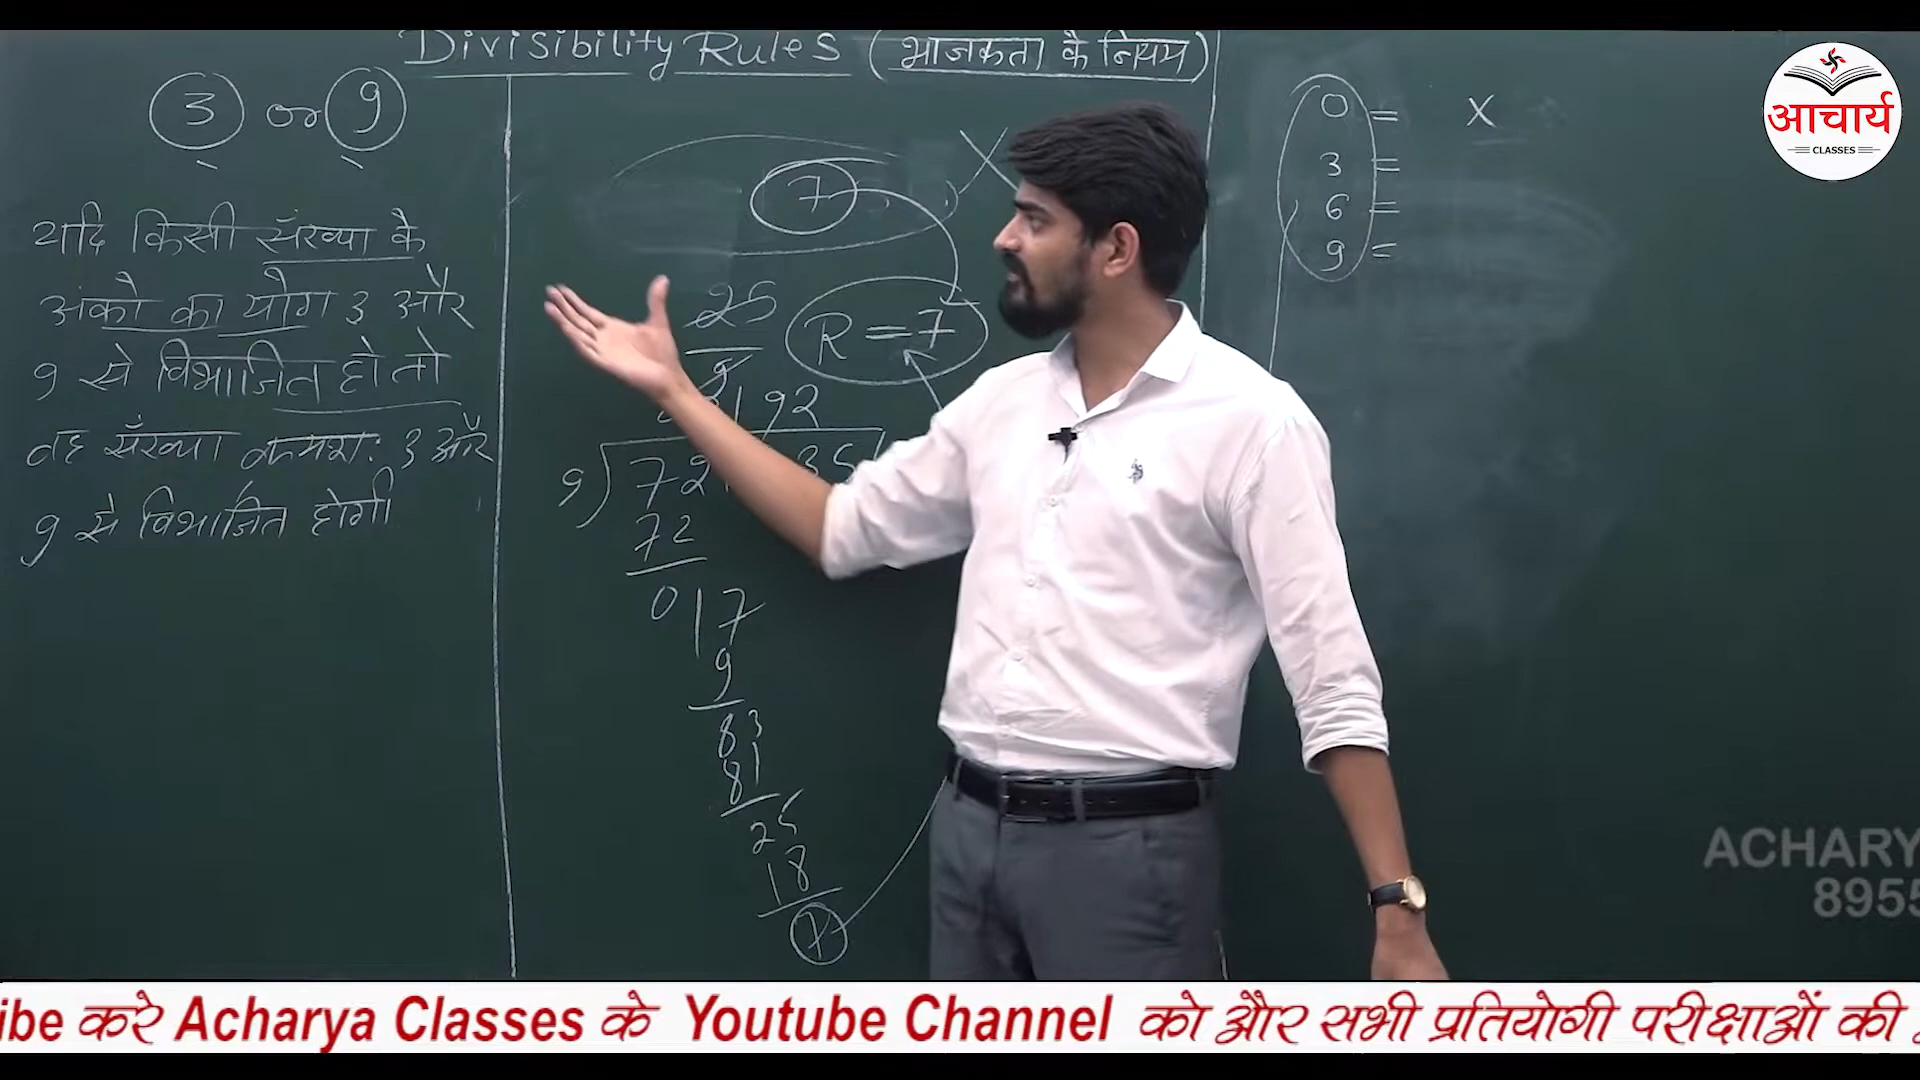 Divisibility Rules (भाजकता के नियम)
3 or 9
यदि किसी संख्या के
अंको का योग 3 और
9 से विभाजित हो तो
वह संख्या क्रमशः 3 और
9 से विभाजित होगी
7
25
9
R = 7
192
9) 72 35
72
017
9
83
81
25
18
7
0 = X
3 =
6 =
9 =
आचार्य
CLASSES
ACHARY
8955
ibe करे Acharya Classes के Youtube Channel को और सभी प्रतियोगी परीक्षाओं की